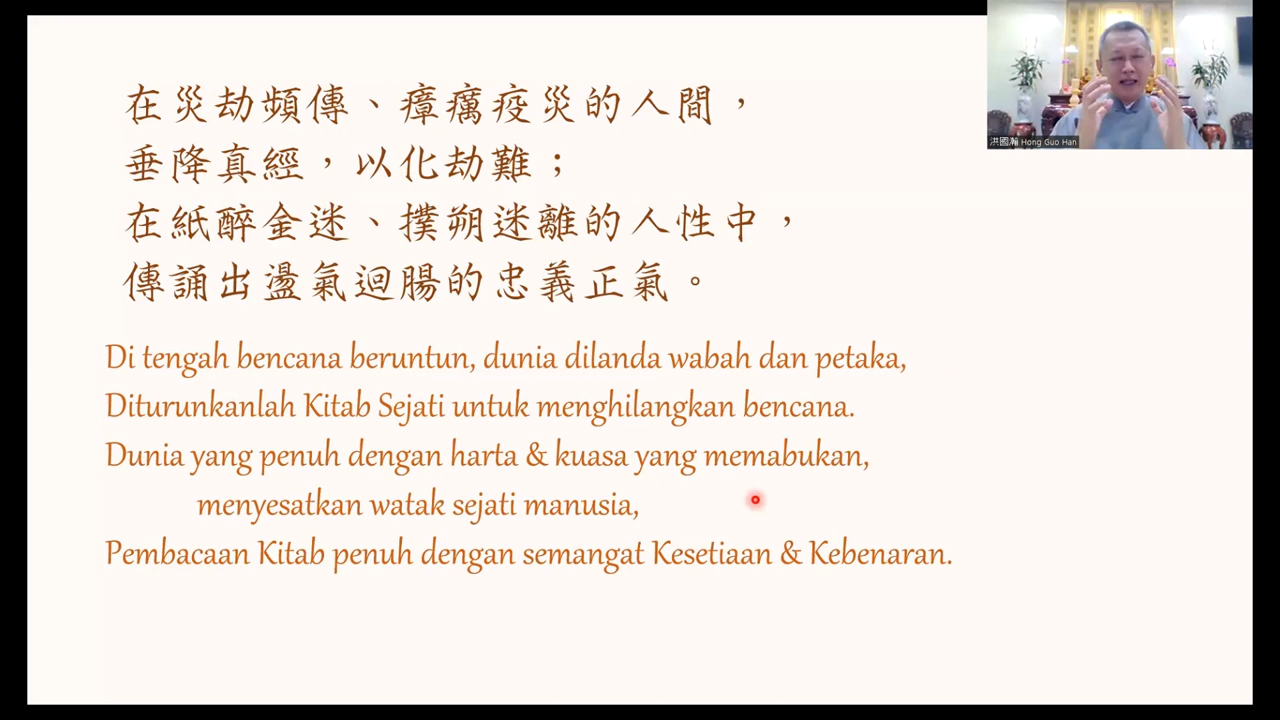 在災劫頻傳、瘴癘疫災的人間，
垂降真經，以化劫難；
在紙醉金迷、撲朔迷離的人性中，
傳誦出盪氣迴腸的忠義正氣。
Di tengah bencana beruntun, dunia dilanda wabah dan petaka,
Diturunkanlah Kitab Sejati untuk menghilangkan bencana.
Dunia yang penuh dengan harta & kuasa yang memabukan,
menyesatkan watak sejati manusia,
Pembacaan Kitab penuh dengan semangat Kesetiaan & Kebenaran.
洪國瀚 Hong Guo Han